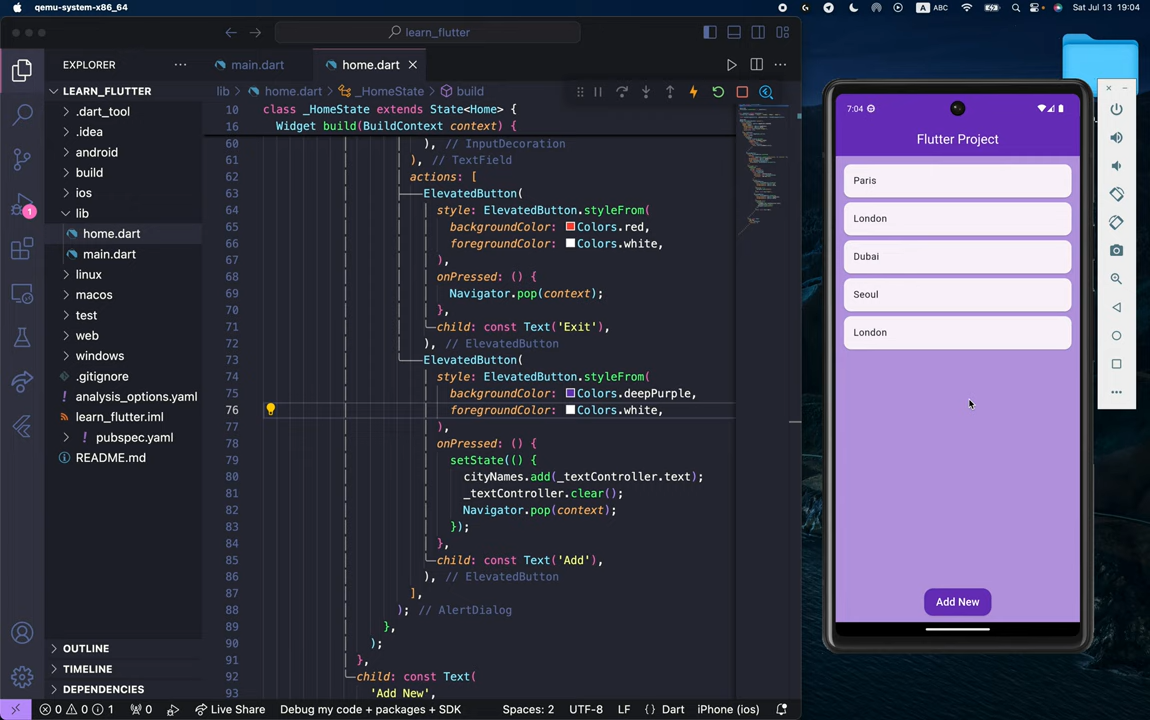 qemu-system-x86_64
ABC
Sat Jul 13 19:04
learn_flutter
EXPLORER
main.dart
home.dart
LEARN_FLUTTER
.dart_tool
.idea
android
build
ios
lib
home.dart
main.dart
linux
macos
test
web
windows
.gitignore
analysis_options.yaml
learn_flutter.iml
pubspec.yaml
README.md
OUTLINE
TIMELINE
DEPENDENCIES
1
lib > home.dart > _HomeState > build
10 class _HomeState extends State<Home> {
16 Widget build(BuildContext context) {
60 ), // InputDecoration
61 ), // TextField
62 actions: [
63 ElevatedButton(
64 style: ElevatedButton.styleFrom(
65 backgroundColor: Colors.red,
66 foregroundColor: Colors.white,
67 ),
68 onPressed: () {
69 Navigator.pop(context);
70 },
71 child: const Text('Exit'),
72 ), // ElevatedButton
73 ElevatedButton(
74 style: ElevatedButton.styleFrom(
75 backgroundColor: Colors.deepPurple,
76 foregroundColor: Colors.white,
77 ),
78 onPressed: () {
79 setState(() {
80 cityNames.add(_textController.text);
81 _textController.clear();
82 Navigator.pop(context);
83 });
84 },
85 child: const Text('Add'),
86 ), // ElevatedButton
87 ],
88 ); // AlertDialog
89 },
90 );
91 },
92 child: const Text(
93 'Add New',
0 0 1 0 Live Share Debug my code + packages + SDK Spaces: 2 UTF-8 LF {} Dart iPhone (ios)
7:04
Flutter Project
Paris
London
Dubai
Seoul
London
Add New